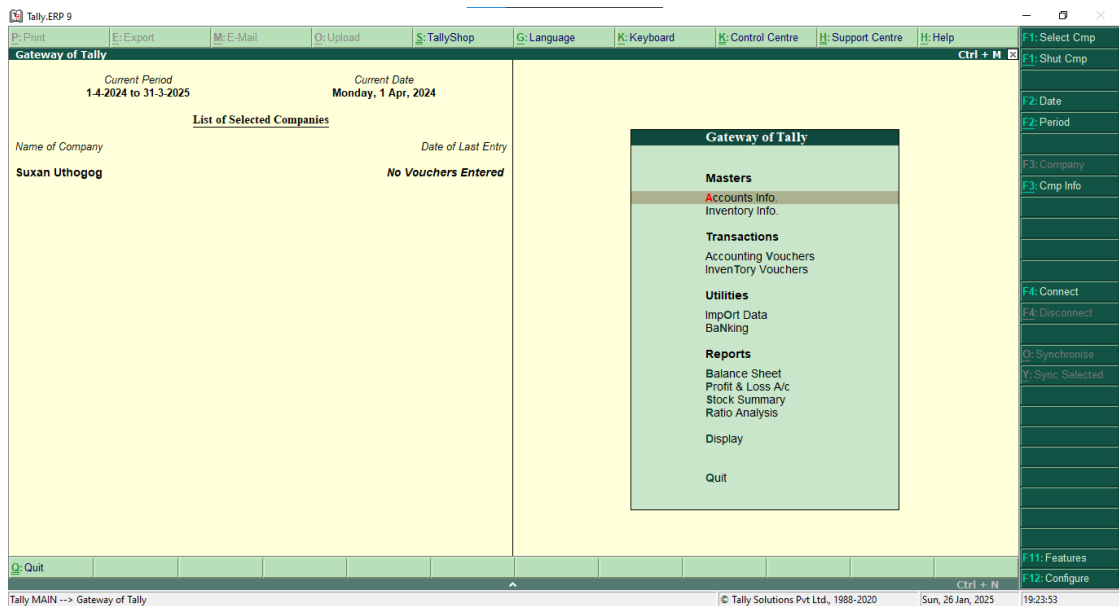 Tally.ERP 9
P: Print E: Export M: E-Mail O: Upload S: TallyShop G: Language K: Keyboard K: Control Centre H: Support Centre H: Help
Gateway of Tally Ctrl + M
Current Period Current Date
1-4-2024 to 31-3-2025 Monday, 1 Apr, 2024
List of Selected Companies
Name of Company Date of Last Entry
Suxan Uthogog No Vouchers Entered
Gateway of Tally
Masters
Accounts Info.
Inventory Info.
Transactions
Accounting Vouchers
InvenTory Vouchers
Utilities
ImpOrt Data
BaNking
Reports
Balance Sheet
Profit & Loss A/c
Stock Summary
Ratio Analysis
Display
Quit
F1: Select Cmp
F1: Shut Cmp
F2: Date
F2: Period
F3: Company
F3: Cmp Info
F4: Connect
F4: Disconnect
O: Synchronise
Y: Sync Selected
F11: Features
F12: Configure
Q: Quit
Ctrl + N
Tally MAIN --> Gateway of Tally © Tally Solutions Pvt Ltd., 1988-2020 Sun, 26 Jan, 2025 19:23:53